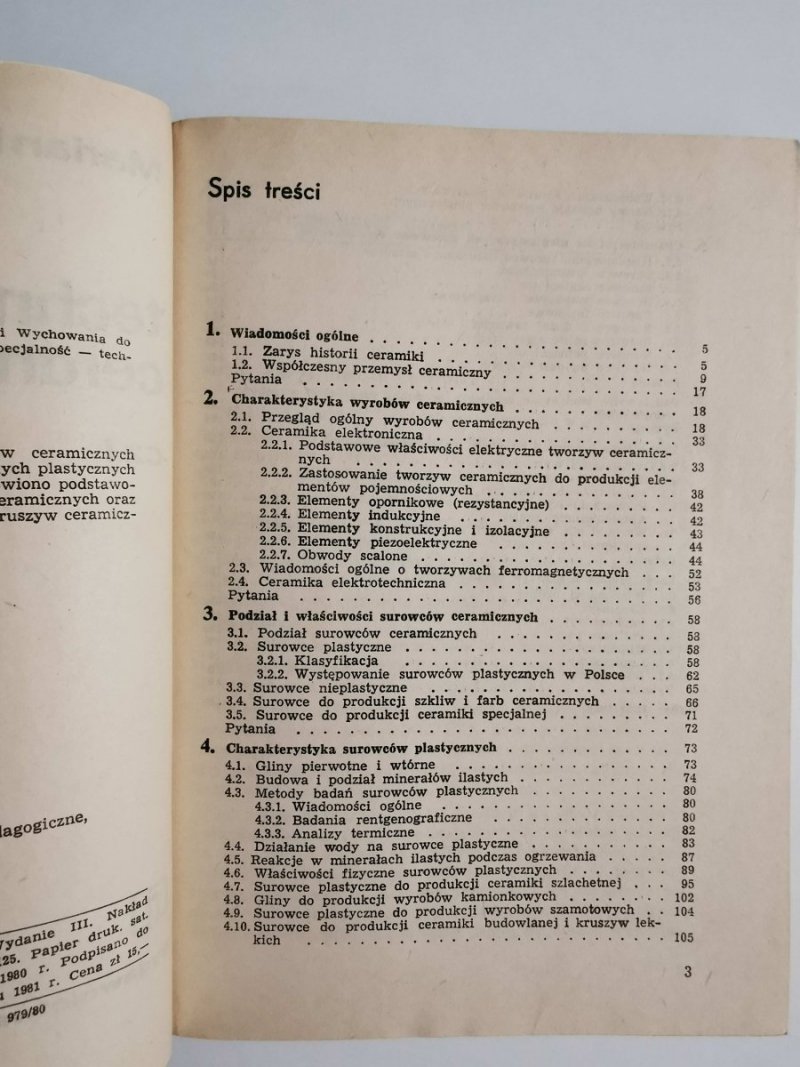 i Wychowania do
pecjalność — tech-
w ceramicznych
ych plastycznych
wiono podstawo-
eramicznych oraz
ruszyw ceramicz-
dagogiczne,
Wydanie III. Nakład
125. Papier druk. sat.
1980 r. Podpisano do
1981 r. Cena zł 15,—
979/80
Spis treści
1. Wiadomości ogólne . . . . . . . . . . . . . . . . . . . . 5
1.1. Zarys historii ceramiki . . . . . . . . . . . . . . . . 5
1.2. Współczesny przemysł ceramiczny . . . . . . . . . . . 9
Pytania . . . . . . . . . . . . . . . . . . . . . . . 17
2. Charakterystyka wyrobów ceramicznych . . . . . . . . . . 18
2.1. Przegląd ogólny wyrobów ceramicznych . . . . . . . . 18
2.2. Ceramika elektroniczna . . . . . . . . . . . . . . . . 33
2.2.1. Podstawowe właściwości elektryczne tworzyw ceramicz-
nych . . . . . . . . . . . . . . . . . . . . 33
2.2.2. Zastosowanie tworzyw ceramicznych do produkcji ele-
mentów pojemnościowych . . . . . . . . . . . . 38
2.2.3. Elementy opornikowe (rezystancyjne) . . . . . . . . 42
2.2.4. Elementy indukcyjne . . . . . . . . . . . . . . 42
2.2.5. Elementy konstrukcyjne i izolacyjne . . . . . . . . 43
2.2.6. Elementy piezoelektryczne . . . . . . . . . . . . 44
2.2.7. Obwody scalone . . . . . . . . . . . . . . . . 44
2.3. Wiadomości ogólne o tworzywach ferromagnetycznych . . . 52
2.4. Ceramika elektrotechniczna . . . . . . . . . . . . . . 53
Pytania . . . . . . . . . . . . . . . . . . . . . . . 56
3. Podział i właściwości surowców ceramicznych . . . . . . . . 58
3.1. Podział surowców ceramicznych . . . . . . . . . . . . 58
3.2. Surowce plastyczne . . . . . . . . . . . . . . . . . 58
3.2.1. Klasyfikacja . . . . . . . . . . . . . . . . . 58
3.2.2. Występowanie surowców plastycznych w Polsce . . . 62
3.3. Surowce nieplastyczne . . . . . . . . . . . . . . . . 65
3.4. Surowce do produkcji szkliw i farb ceramicznych . . . . . 66
3.5. Surowce do produkcji ceramiki specjalnej . . . . . . . . 71
Pytania . . . . . . . . . . . . . . . . . . . . . . . 72
4. Charakterystyka surowców plastycznych . . . . . . . . . . 73
4.1. Gliny pierwotne i wtórne . . . . . . . . . . . . . . . 73
4.2. Budowa i podział minerałów ilastych . . . . . . . . . . 74
4.3. Metody badań surowców plastycznych . . . . . . . . . 80
4.3.1. Wiadomości ogólne . . . . . . . . . . . . . . . 80
4.3.2. Badania rentgenograficzne . . . . . . . . . . . . 80
4.3.3. Analizy termiczne . . . . . . . . . . . . . . . 82
4.4. Działanie wody na surowce plastyczne . . . . . . . . . 83
4.5. Reakcje w minerałach ilastych podczas ogrzewania . . . . . 87
4.6. Właściwości fizyczne surowców plastycznych . . . . . . . 89
4.7. Surowce plastyczne do produkcji ceramiki szlachetnej . . . 95
4.8. Gliny do produkcji wyrobów kamionkowych . . . . . . . 102
4.9. Surowce plastyczne do produkcji wyrobów szamotowych . . 104
4.10. Surowce do produkcji ceramiki budowlanej i kruszyw lek-
kich . . . . . . . . . . . . . . . . . . . . . . 105
3